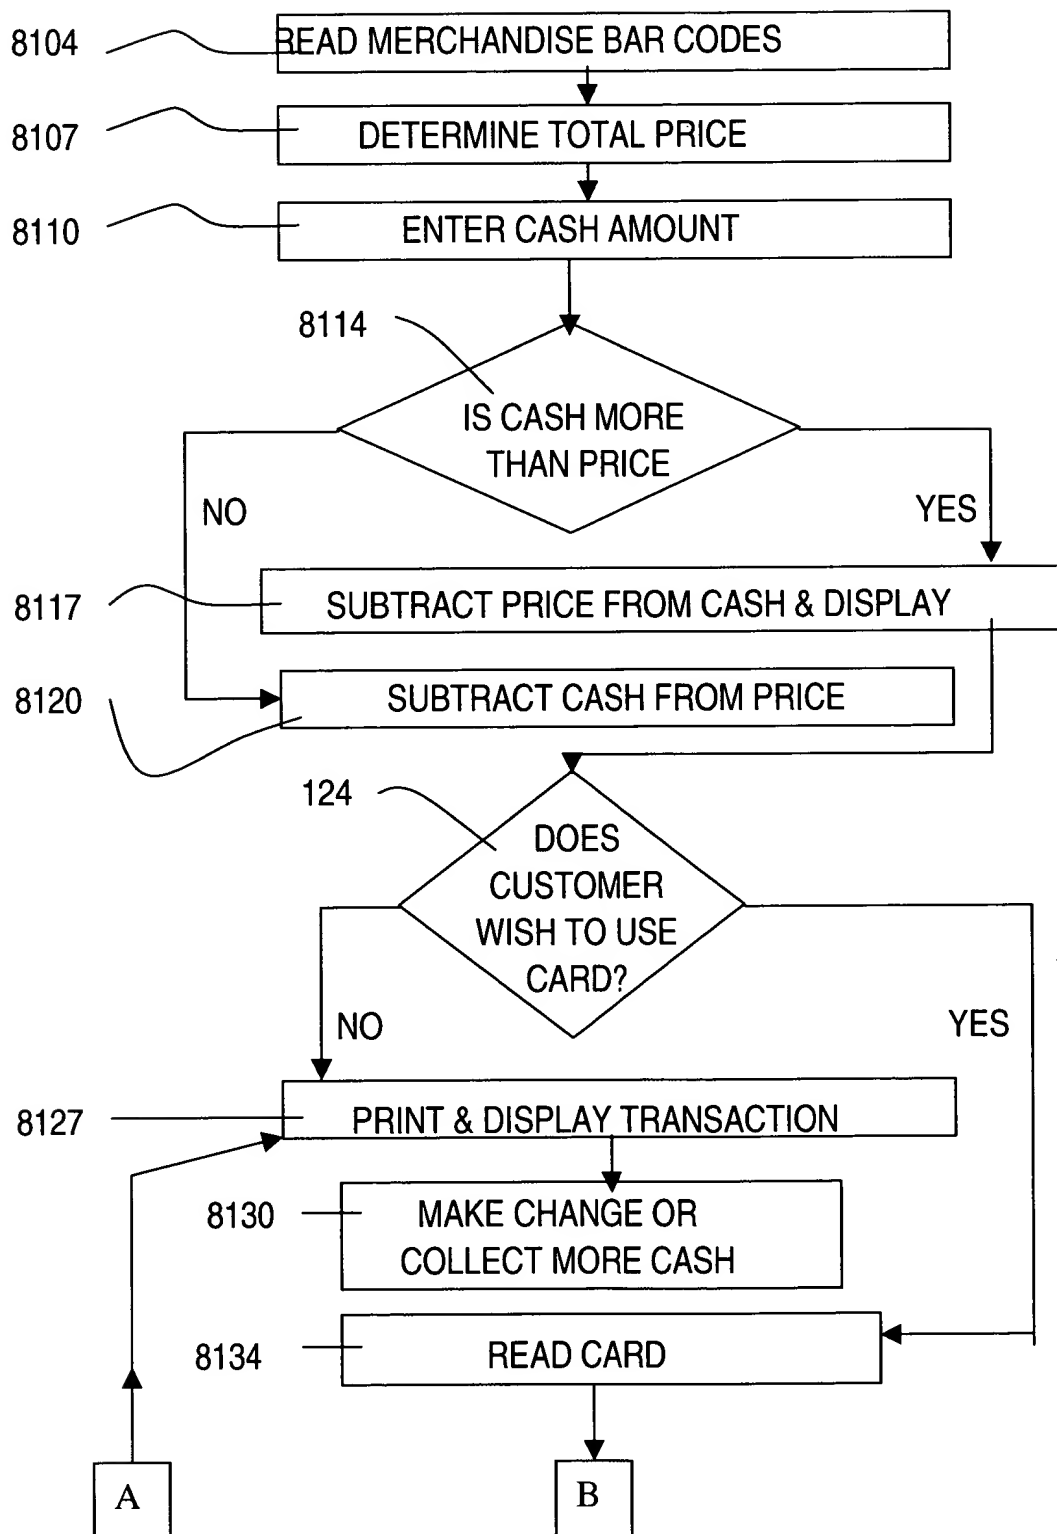 8104
READ MERCHANDISE BAR CODES
8107
DETERMINE TOTAL PRICE
8110
ENTER CASH AMOUNT
8114
IS CASH MORE
THAN PRICE
NO
YES
8117
SUBTRACT PRICE FROM CASH & DISPLAY
8120
SUBTRACT CASH FROM PRICE
124
DOES
CUSTOMER
WISH TO USE
CARD?
NO
YES
8127
PRINT & DISPLAY TRANSACTION
8130
MAKE CHANGE OR
COLLECT MORE CASH
8134
READ CARD
A
B